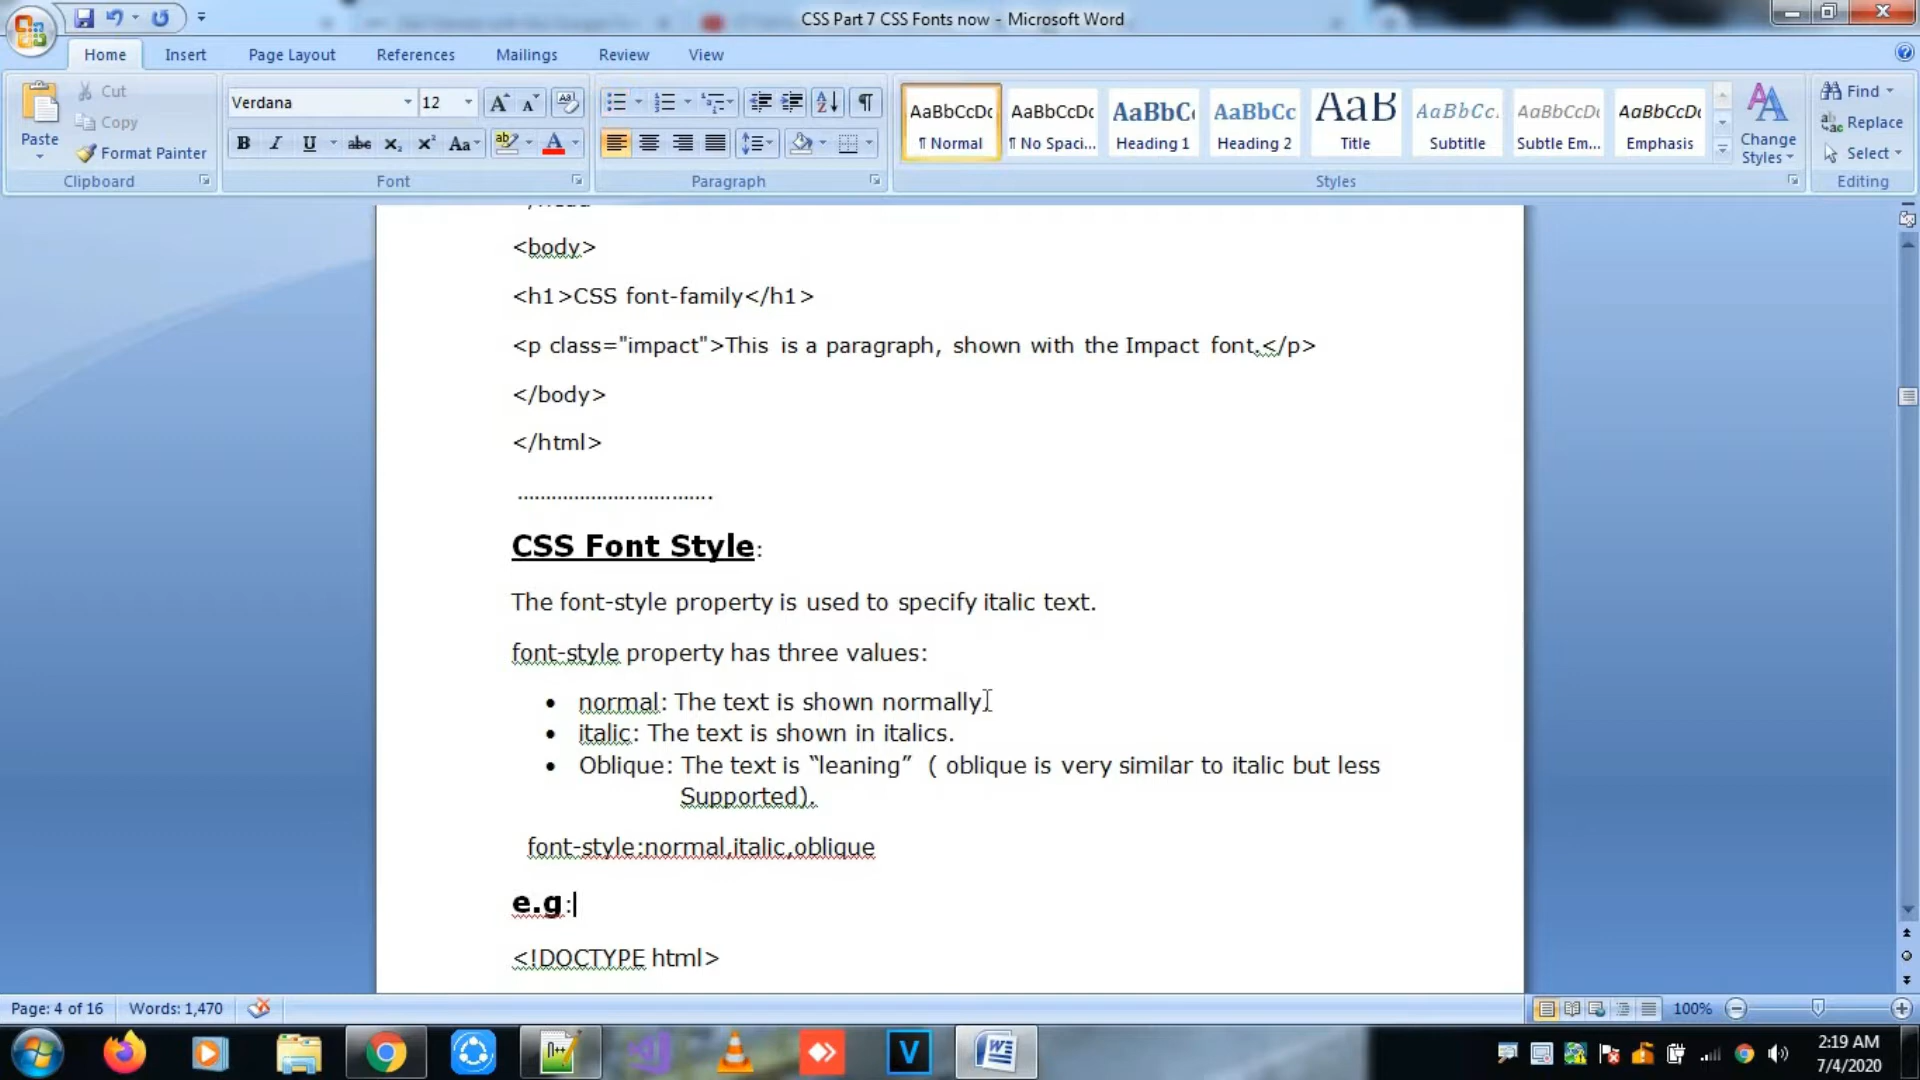 CSS Part 7 CSS Fonts now - Microsoft Word
Home Insert Page Layout References Mailings Review View
Paste
Cut
Copy
Format Painter
Clipboard
Verdana 12
B I U abc X₂ X² Aa
Font
Paragraph
AaBbCcDc AaBbCcDc AaBbC AaBbCc AaB AaBbCc. AaBbCcDc AaBbCcDc
¶ Normal ¶ No Spaci... Heading 1 Heading 2 Title Subtitle Subtle Em... Emphasis
Styles
Change Styles
Find
Replace
Select
Editing
<body>
<h1>CSS font-family</h1>
<p class="impact">This is a paragraph, shown with the Impact font.</p>
</body>
</html>
...................................
CSS Font Style:
The font-style property is used to specify italic text.
font-style property has three values:
• normal: The text is shown normally
• italic: The text is shown in italics.
• Oblique: The text is “leaning” ( oblique is very similar to italic but less
Supported).
font-style:normal,italic,oblique
e.g:
<!DOCTYPE html>
Page: 4 of 16 Words: 1,470 100%
2:19 AM
7/4/2020